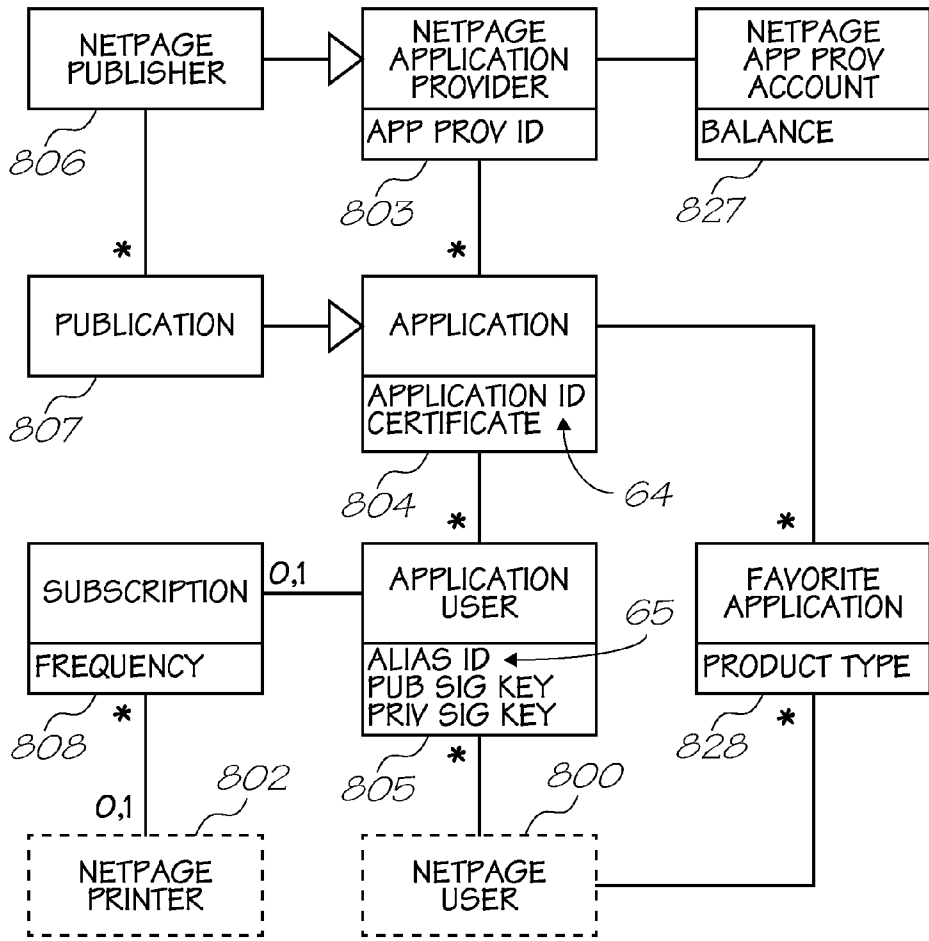 NETPAGE
PUBLISHER
806
NETPAGE
APPLICATION
PROVIDER
APP PROV ID
803
NETPAGE
APP PROV
ACCOUNT
BALANCE
827
*
*
PUBLICATION
807
APPLICATION
APPLICATION ID
CERTIFICATE
64
804
*
*
SUBSCRIPTION
0,1
FREQUENCY
808
*
APPLICATION
USER
65
ALIAS ID
PUB SIG KEY
PRIV SIG KEY
805
*
FAVORITE
APPLICATION
PRODUCT TYPE
828
*
802
0,1
NETPAGE
PRINTER
800
NETPAGE
USER